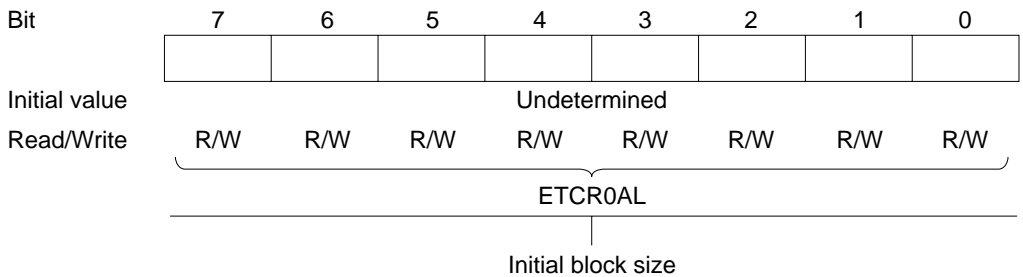 Bit 7 6 5 4 3 2 1 0
Initial value Undetermined
Read/Write R/W R/W R/W R/W R/W R/W R/W R/W
ETCR0AL
Initial block size